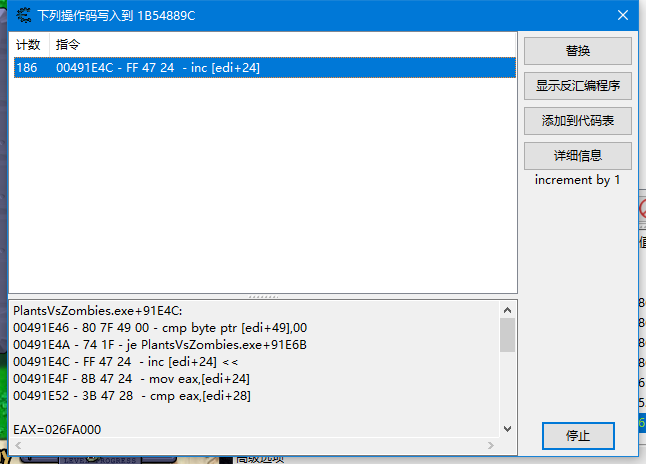 下列操作码写入到 1B54889C
计数 指令
186 00491E4C - FF 47 24 - inc [edi+24]
替换
显示反汇编程序
添加到代码表
详细信息
increment by 1
PlantsVsZombies.exe+91E4C:
00491E46 - 80 7F 49 00 - cmp byte ptr [edi+49],00
00491E4A - 74 1F - je PlantsVsZombies.exe+91E6B
00491E4C - FF 47 24 - inc [edi+24] <<
00491E4F - 8B 47 24 - mov eax,[edi+24]
00491E52 - 3B 47 28 - cmp eax,[edi+28]
EAX=026FA000
停止
LEVEL PROGRESS
高级选项